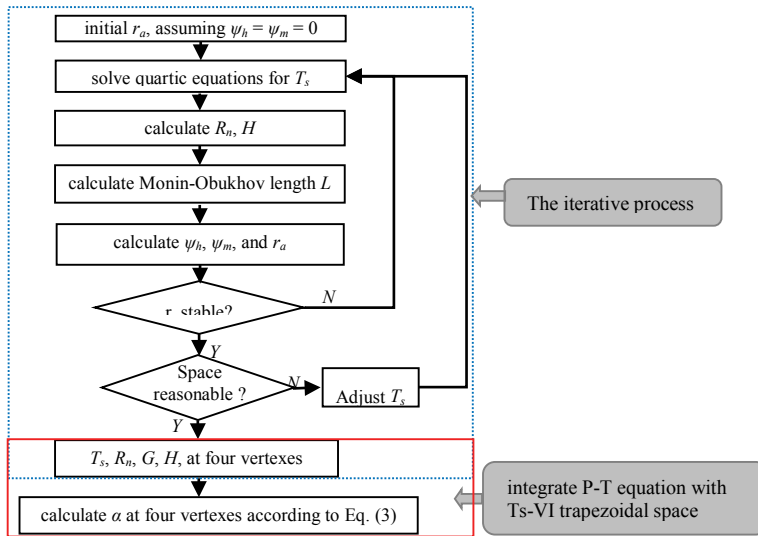 initial r_a, assuming ψ_h = ψ_m = 0
solve quartic equations for T_s
calculate R_n, H
calculate Monin-Obukhov length L
The iterative process
calculate ψ_h, ψ_m, and r_a
N
r stable?
Y
Space
reasonable ?
N
Adjust T_s
Y
T_s, R_n, G, H, at four vertexes
integrate P-T equation with
Ts-VI trapezoidal space
calculate α at four vertexes according to Eq. (3)